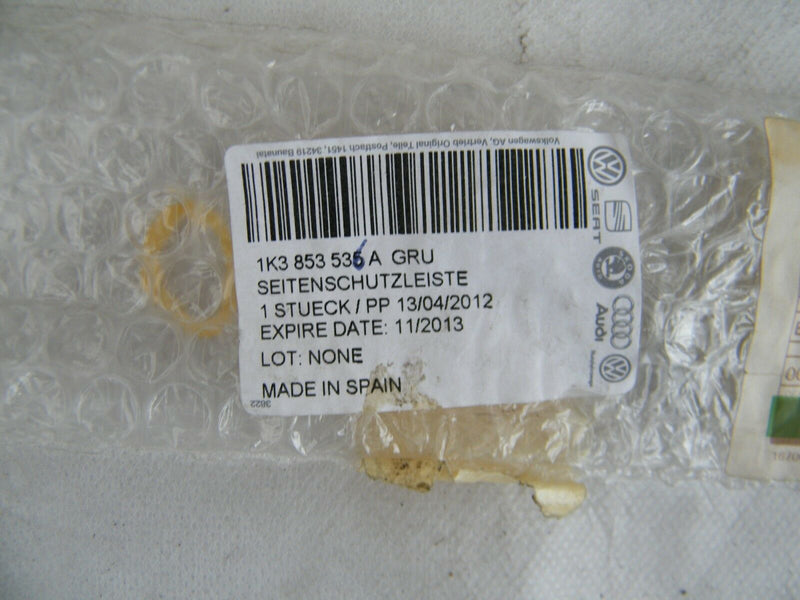 Volkswagen AG, Vertrieb Original Teile, Postfach 1451, 34219 Baunatal
1K3 853 536 A GRU
SEITENSCHUTZLEISTE
1 STUECK / PP 13/04/2012
EXPIRE DATE: 11/2013
LOT: NONE
MADE IN SPAIN
3622
SEAT
Audi